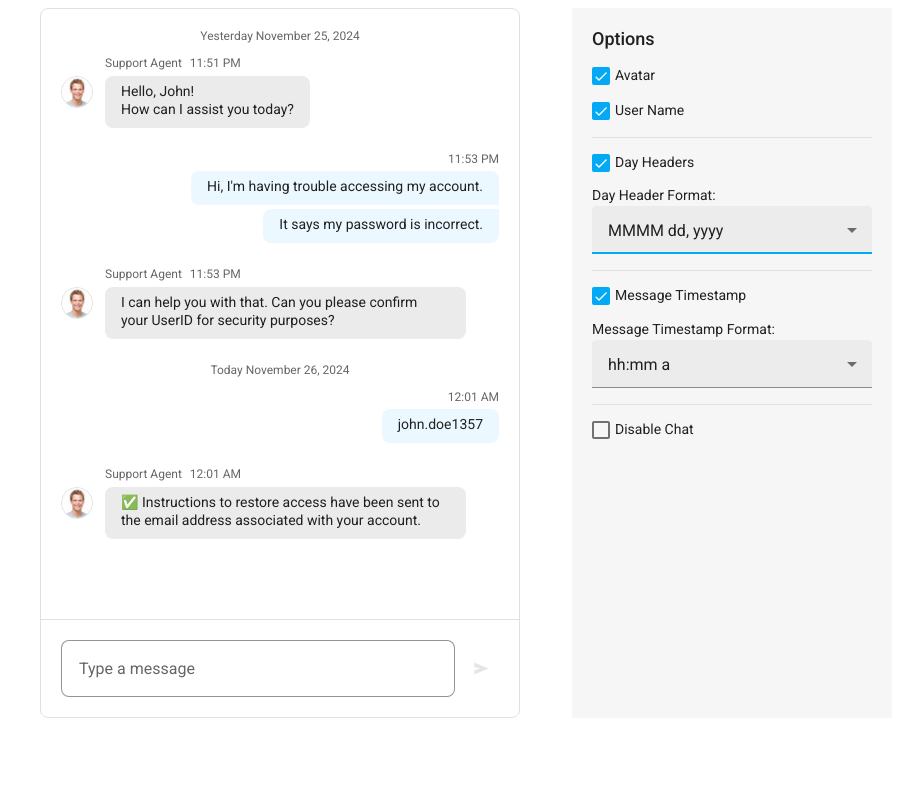 Yesterday November 25, 2024
Support Agent 11:51 PM
Hello, John!
How can I assist you today?
11:53 PM
Hi, I'm having trouble accessing my account.
It says my password is incorrect.
Support Agent 11:53 PM
I can help you with that. Can you please confirm
your UserID for security purposes?
Today November 26, 2024
12:01 AM
john.doe1357
Support Agent 12:01 AM
✅ Instructions to restore access have been sent to
the email address associated with your account.
Type a message
Options
Avatar
User Name
Day Headers
Day Header Format:
MMMM dd, yyyy
Message Timestamp
Message Timestamp Format:
hh:mm a
Disable Chat